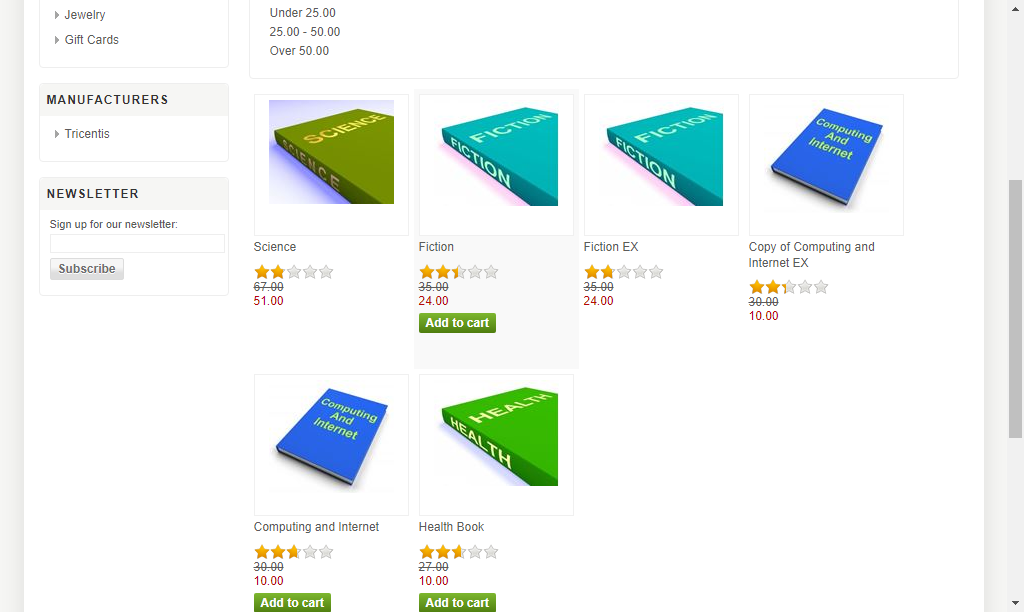 Jewelry
Gift Cards
MANUFACTURERS
Tricentis
NEWSLETTER
Sign up for our newsletter:
Subscribe
Under 25.00
25.00 - 50.00
Over 50.00
SCIENCE
SCIENCE
Science
67.00
51.00
FICTION
FICTION
Fiction
35.00
24.00
Add to cart
FICTION
FICTION
Fiction EX
35.00
24.00
Computing
And
Internet
Copy of Computing and
Internet EX
30.00
10.00
Computing
And
Internet
Computing and Internet
30.00
10.00
Add to cart
HEALTH
HEALTH
Health Book
27.00
10.00
Add to cart